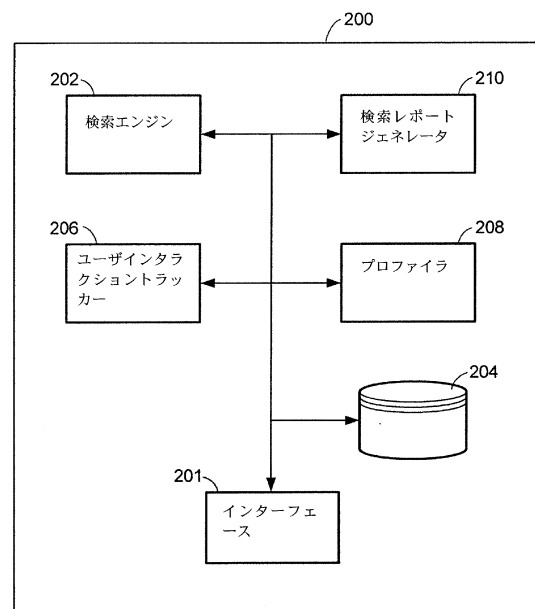 200
202
検索エンジン
210
検索レポート
ジェネレータ
206
ユーザインタラ
クショントラッ
カー
208
プロファイラ
204
201
インターフェ
ース